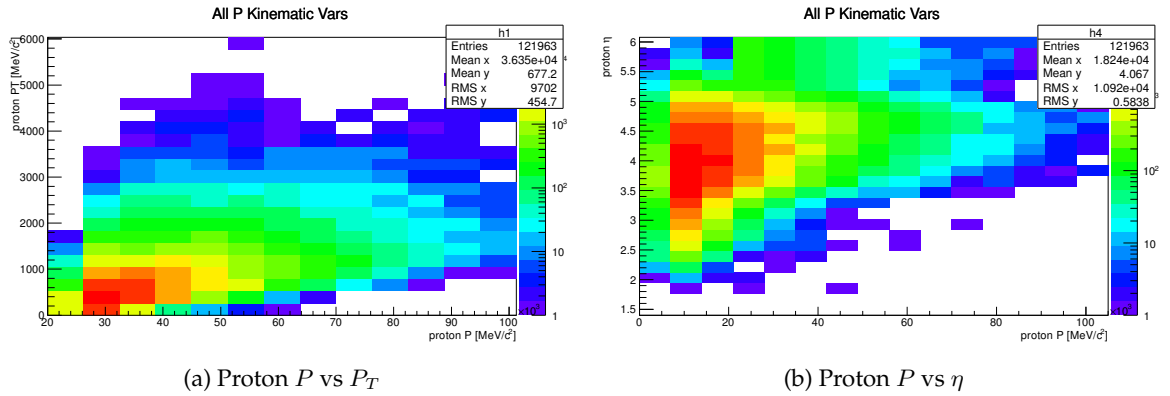 All P Kinematic Vars
h1
Entries 121963
Mean x 3.635e+04
Mean y 677.2
RMS x 9702
RMS y 454.7
proton PT [MeV/c²]
6000
5000
4000
3000
2000
1000
0
20 30 40 50 60 70 80 90 100
×10³
proton P [MeV/c²]
10³
10²
10
1
(a) Proton P vs P_T
All P Kinematic Vars
h4
Entries 121963
Mean x 1.824e+04
Mean y 4.067
RMS x 1.092e+04
RMS y 0.5838
proton η
6
5.5
5
4.5
4
3.5
3
2.5
2
1.5
0 20 40 60 80 100
×10³
proton P [MeV/c²]
10²
10
1
(b) Proton P vs η